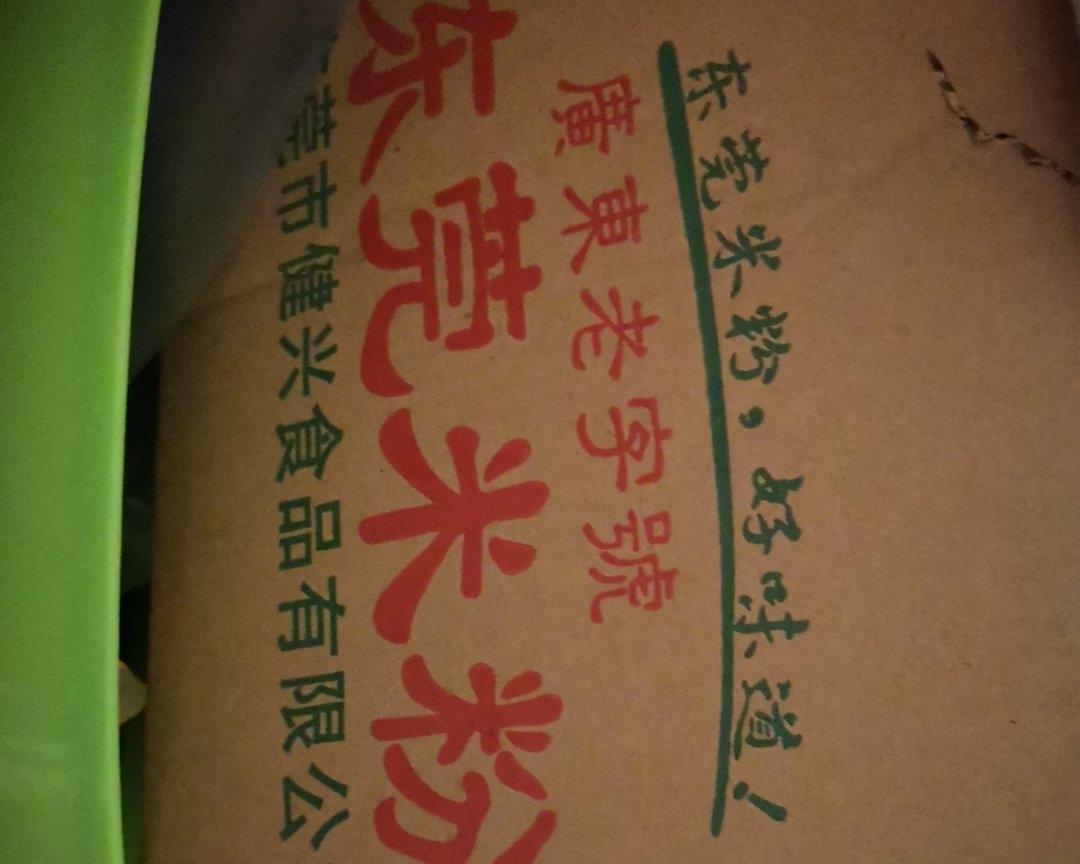 东莞米粉，好味道！
廣東老字號
东莞米粉
莞市健兴食品有限公